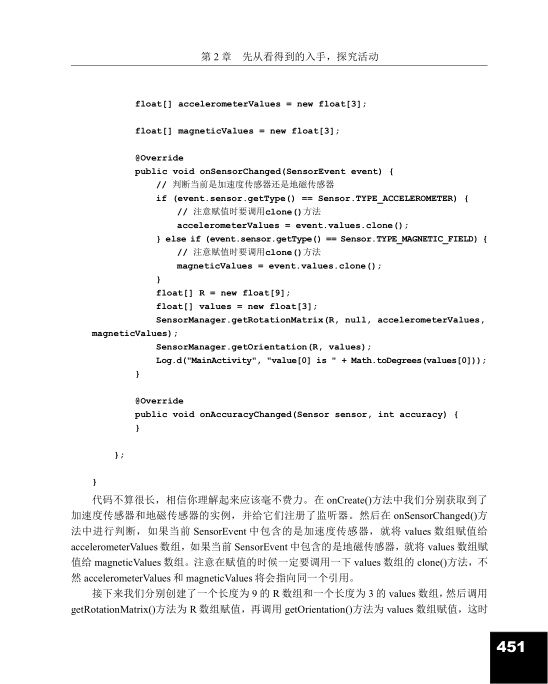 第 2 章 先从看得到的入手，探究活动
float[] accelerometerValues = new float[3];
float[] magneticValues = new float[3];
@Override
public void onSensorChanged(SensorEvent event) {
// 判断当前是加速度传感器还是地磁传感器
if (event.sensor.getType() == Sensor.TYPE_ACCELEROMETER) {
// 注意赋值时要调用clone()方法
accelerometerValues = event.values.clone();
} else if (event.sensor.getType() == Sensor.TYPE_MAGNETIC_FIELD) {
// 注意赋值时要调用clone()方法
magneticValues = event.values.clone();
}
float[] R = new float[9];
float[] values = new float[3];
SensorManager.getRotationMatrix(R, null, accelerometerValues,
magneticValues);
SensorManager.getOrientation(R, values);
Log.d("MainActivity", "value[0] is " + Math.toDegrees(values[0]));
}
@Override
public void onAccuracyChanged(Sensor sensor, int accuracy) {
}
};
}
代码不算很长，相信你理解起来应该毫不费力。在 onCreate()方法中我们分别获取到了
加速度传感器和地磁传感器的实例，并给它们注册了监听器。然后在 onSensorChanged()方
法中进行判断，如果当前 SensorEvent 中包含的是加速度传感器，就将 values 数组赋值给
accelerometerValues 数组，如果当前 SensorEvent 中包含的是地磁传感器，就将 values 数组赋
值给 magneticValues 数组。注意在赋值的时候一定要调用一下 values 数组的 clone()方法，不
然 accelerometerValues 和 magneticValues 将会指向同一个引用。
接下来我们分别创建了一个长度为 9 的 R 数组和一个长度为 3 的 values 数组，然后调用
getRotationMatrix()方法为 R 数组赋值，再调用 getOrientation()方法为 values 数组赋值，这时
451